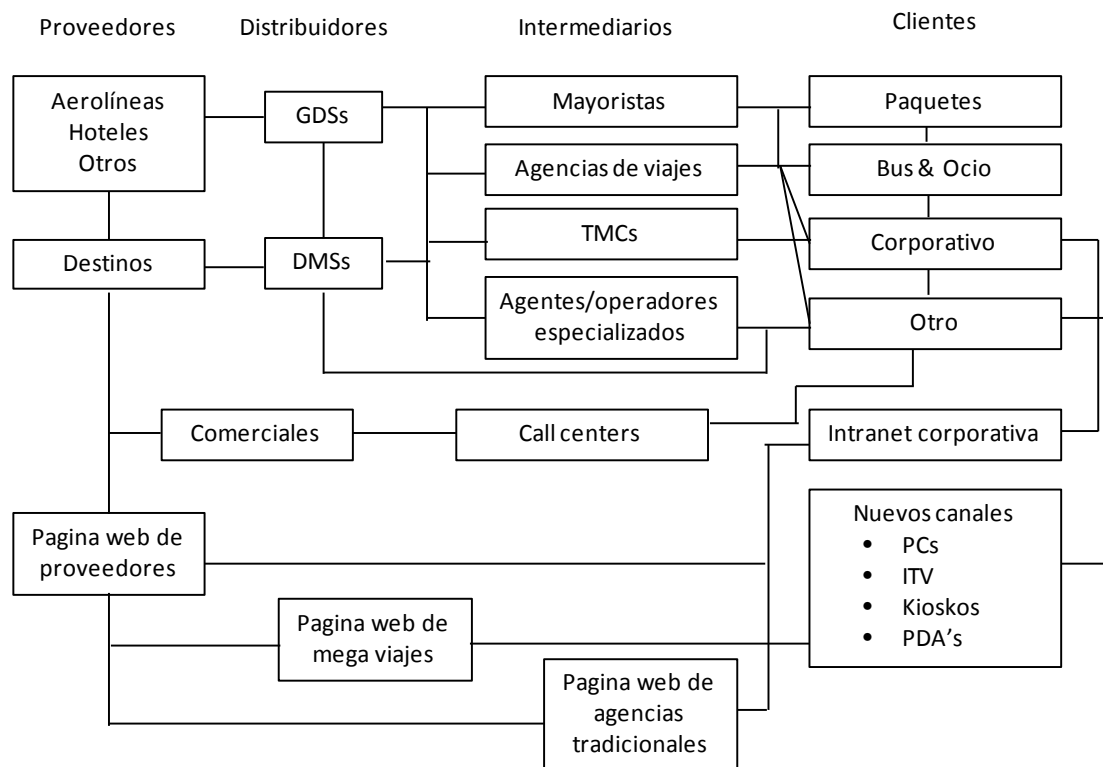 Proveedores
Distribuidores
Intermediarios
Clientes
Aerolíneas
Hoteles
Otros
GDSs
Mayoristas
Paquetes
Agencias de viajes
Bus & Ocio
Destinos
DMSs
TMCs
Corporativo
Agentes/operadores
especializados
Otro
Comerciales
Call centers
Intranet corporativa
Pagina web de
proveedores
Nuevos canales
• PCs
• ITV
• Kioskos
• PDA's
Pagina web de
mega viajes
Pagina web de
agencias
tradicionales